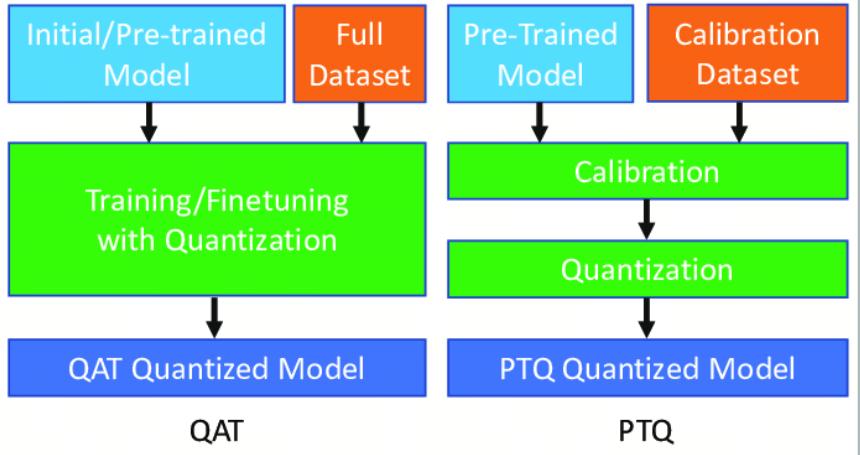 Initial/Pre-trained
Model
Full
Dataset
Training/Finetuning
with Quantization
QAT Quantized Model
QAT
Pre-Trained
Model
Calibration
Dataset
Calibration
Quantization
PTQ Quantized Model
PTQ